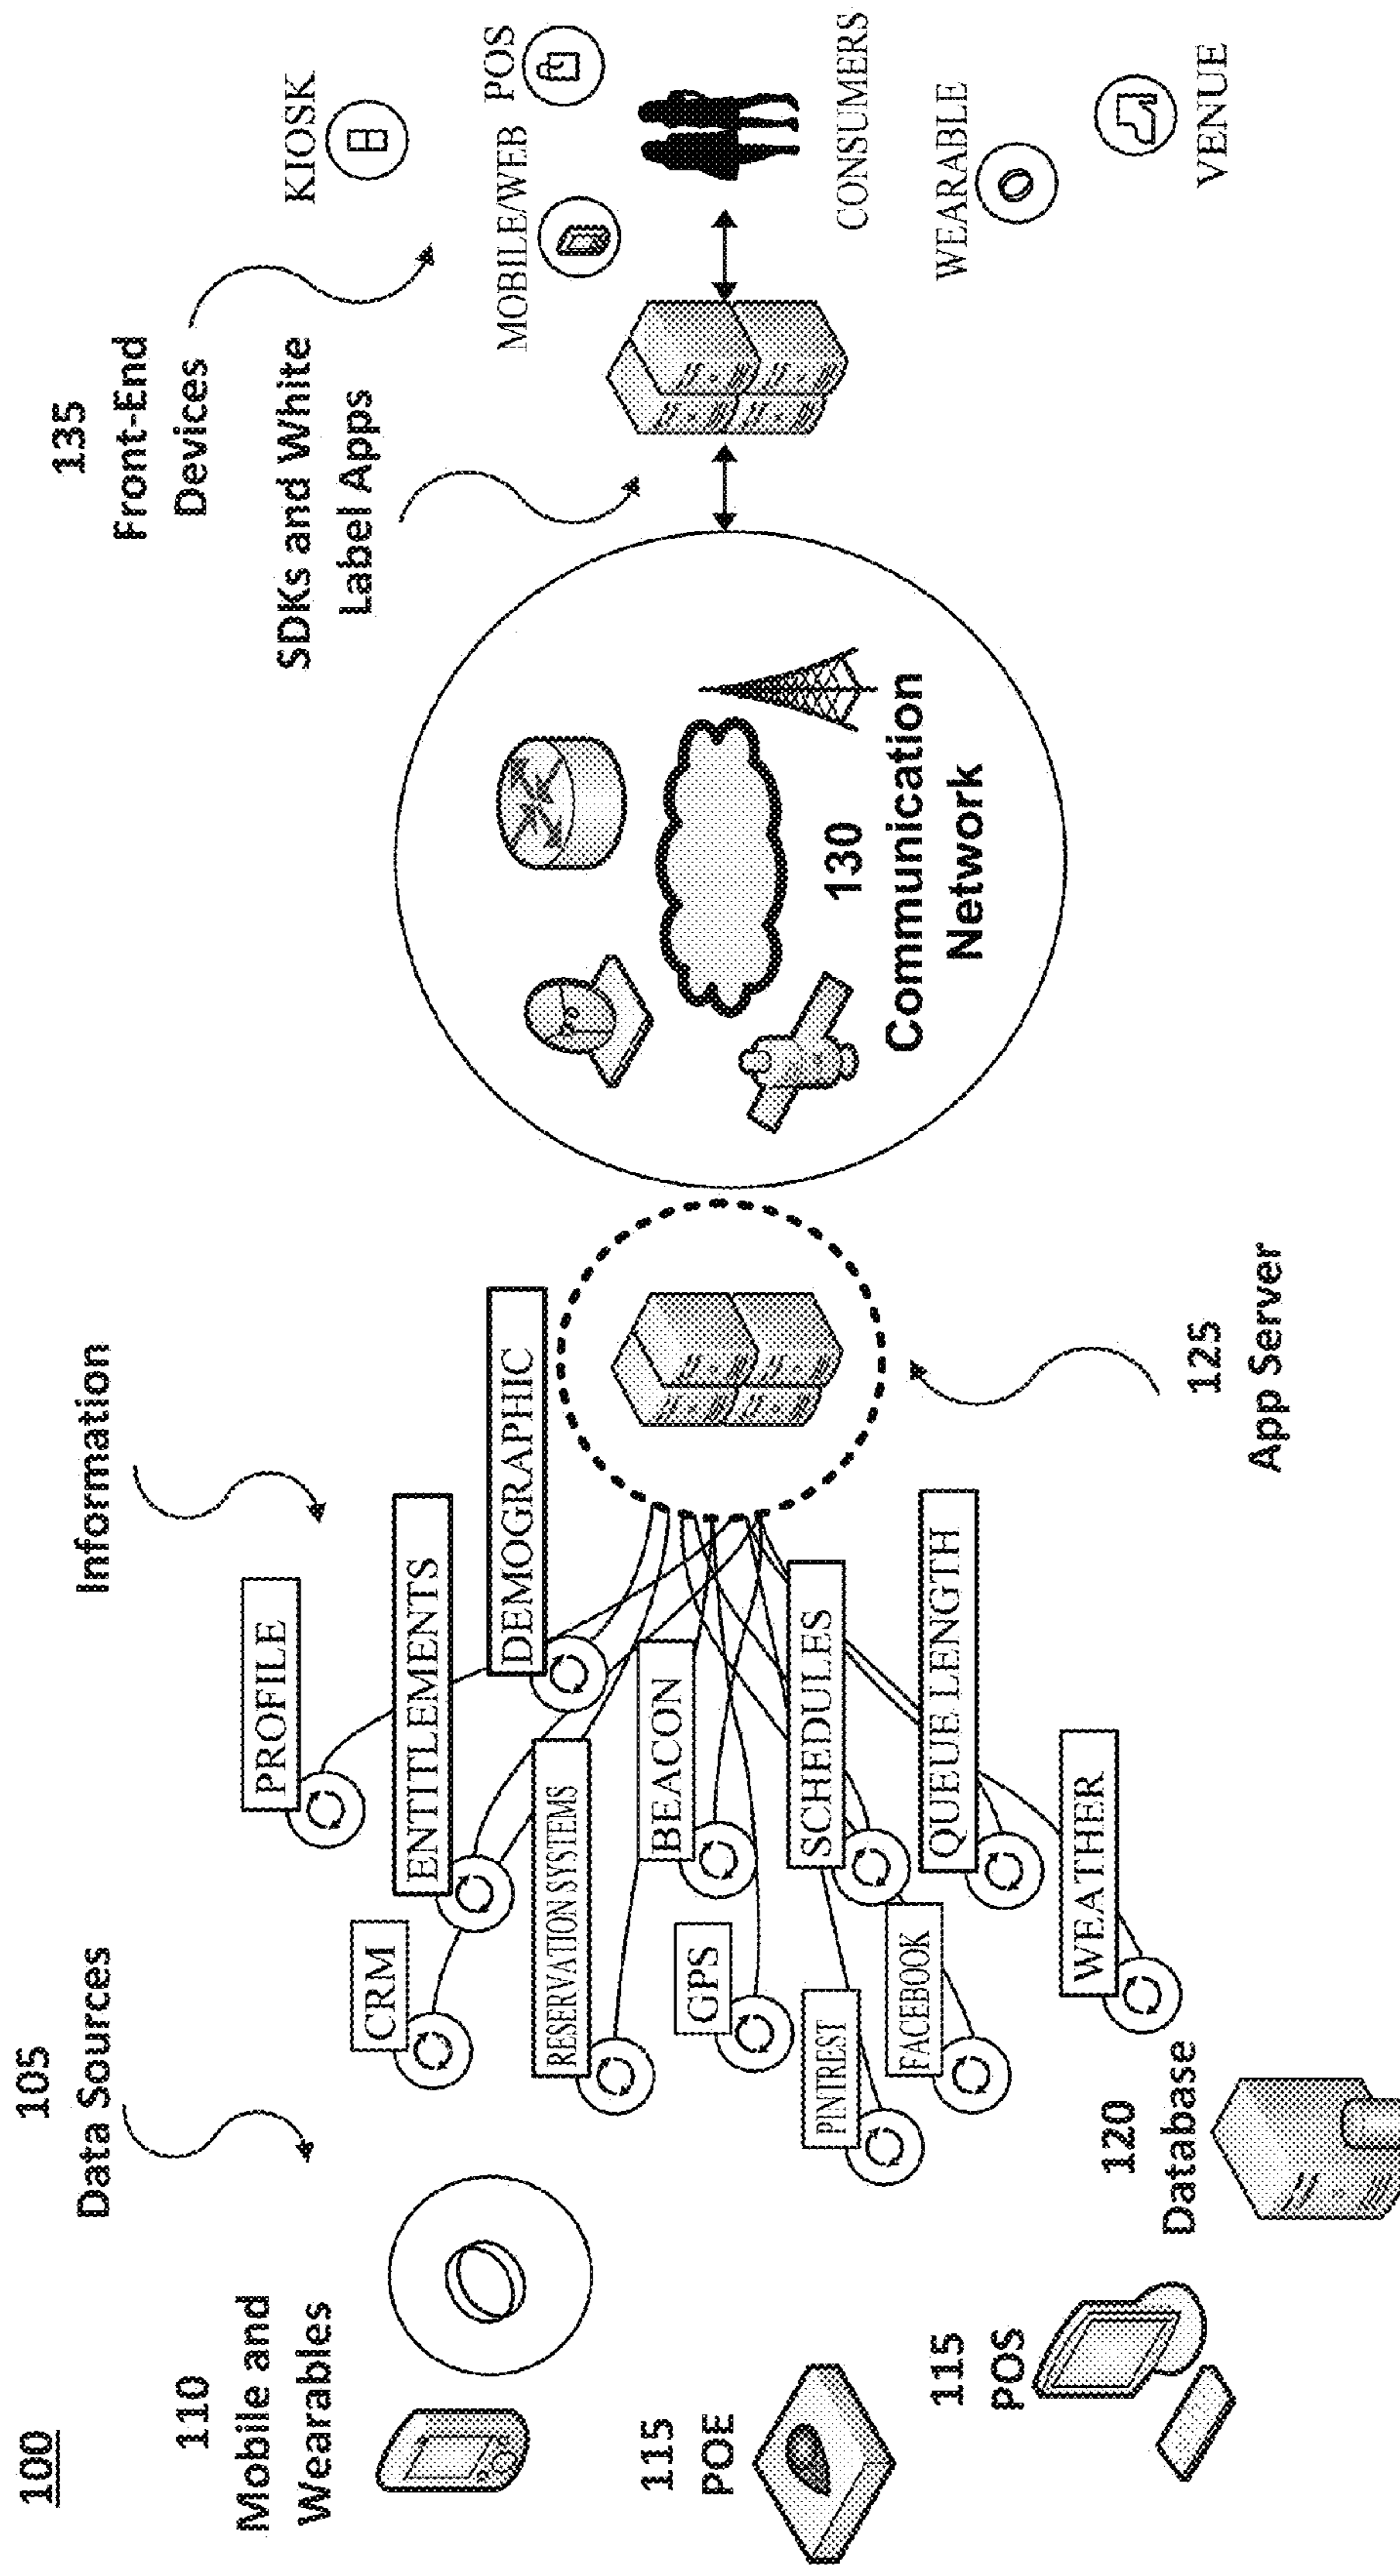 100
105
Data Sources
Information
135
Front-End
Devices
110
Mobile and
Wearables
SDKs and White
Label Apps
KIOSK
PROFILE
CRM
ENTITLEMENTS
DEMOGRAPHIC
MOBILE/WEB
POS
RESERVATION SYSTEMS
BEACON
GPS
115
POE
SCHEDULES
PINTREST
FACEBOOK
QUEUE LENGTH
130
Communication
Network
CONSUMERS
WEARABLE
115
POS
WEATHER
120
Database
125
App Server
VENUE